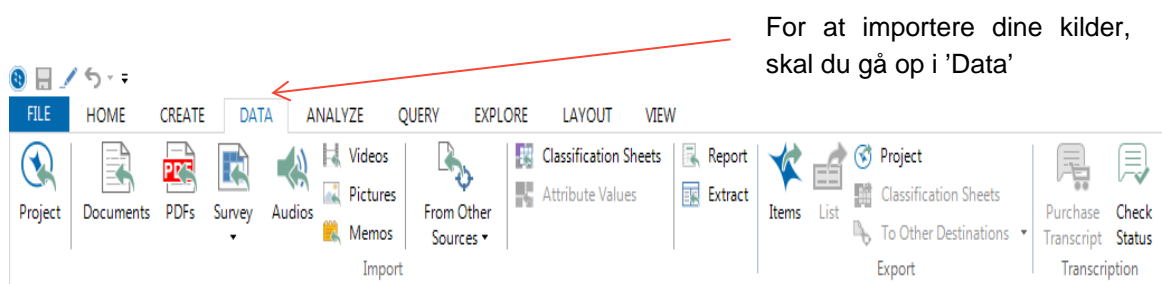 For at importere dine kilder,
skal du gå op i ’Data’
FILE HOME CREATE DATA ANALYZE QUERY EXPLORE LAYOUT VIEW
Project
Documents
PDF
PDFs
Survey
Audios
Videos
Pictures
Memos
From Other
Sources
Classification Sheets
Attribute Values
Report
Extract
Import
Items
List
Project
Classification Sheets
To Other Destinations
Export
Purchase
Transcript
Check
Status
Transcription